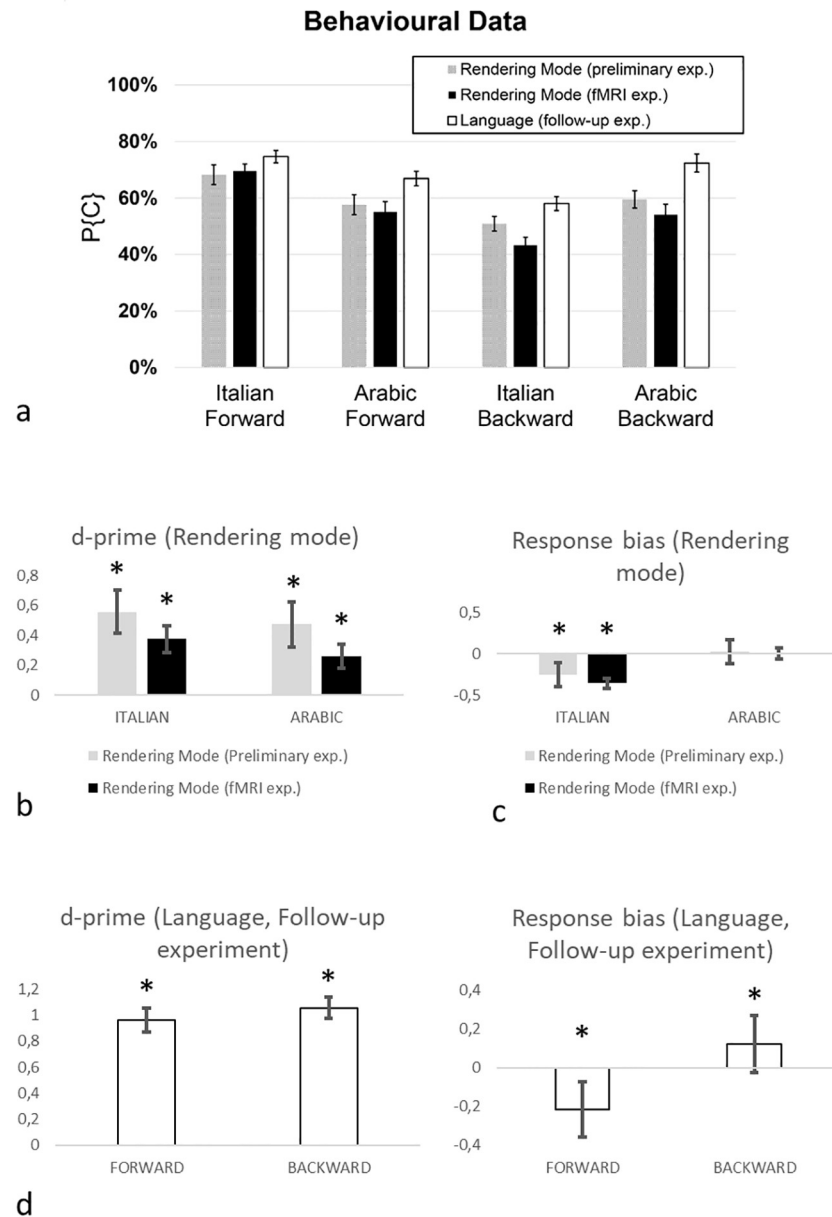 Behavioural Data
Rendering Mode (preliminary exp.)
Rendering Mode (fMRI exp.)
Language (follow-up exp.)
100%
80%
60%
40%
20%
0%
P{C}
Italian Forward
Arabic Forward
Italian Backward
Arabic Backward
a
d-prime (Rendering mode)
0,8
0,6
0,4
0,2
0
* * * *
ITALIAN ARABIC
Rendering Mode (Preliminary exp.)
Rendering Mode (fMRI exp.)
b
Response bias (Rendering
mode)
0,5
0
-0,5
* *
ITALIAN ARABIC
Rendering Mode (Preliminary exp.)
Rendering Mode (fMRI exp.)
c
d-prime (Language, Follow-up
experiment)
1,2
1
0,8
0,6
0,4
0,2
0
* *
FORWARD BACKWARD
Response bias (Language,
Follow-up experiment)
0,4
0,2
0
-0,2
-0,4
* *
FORWARD BACKWARD
d